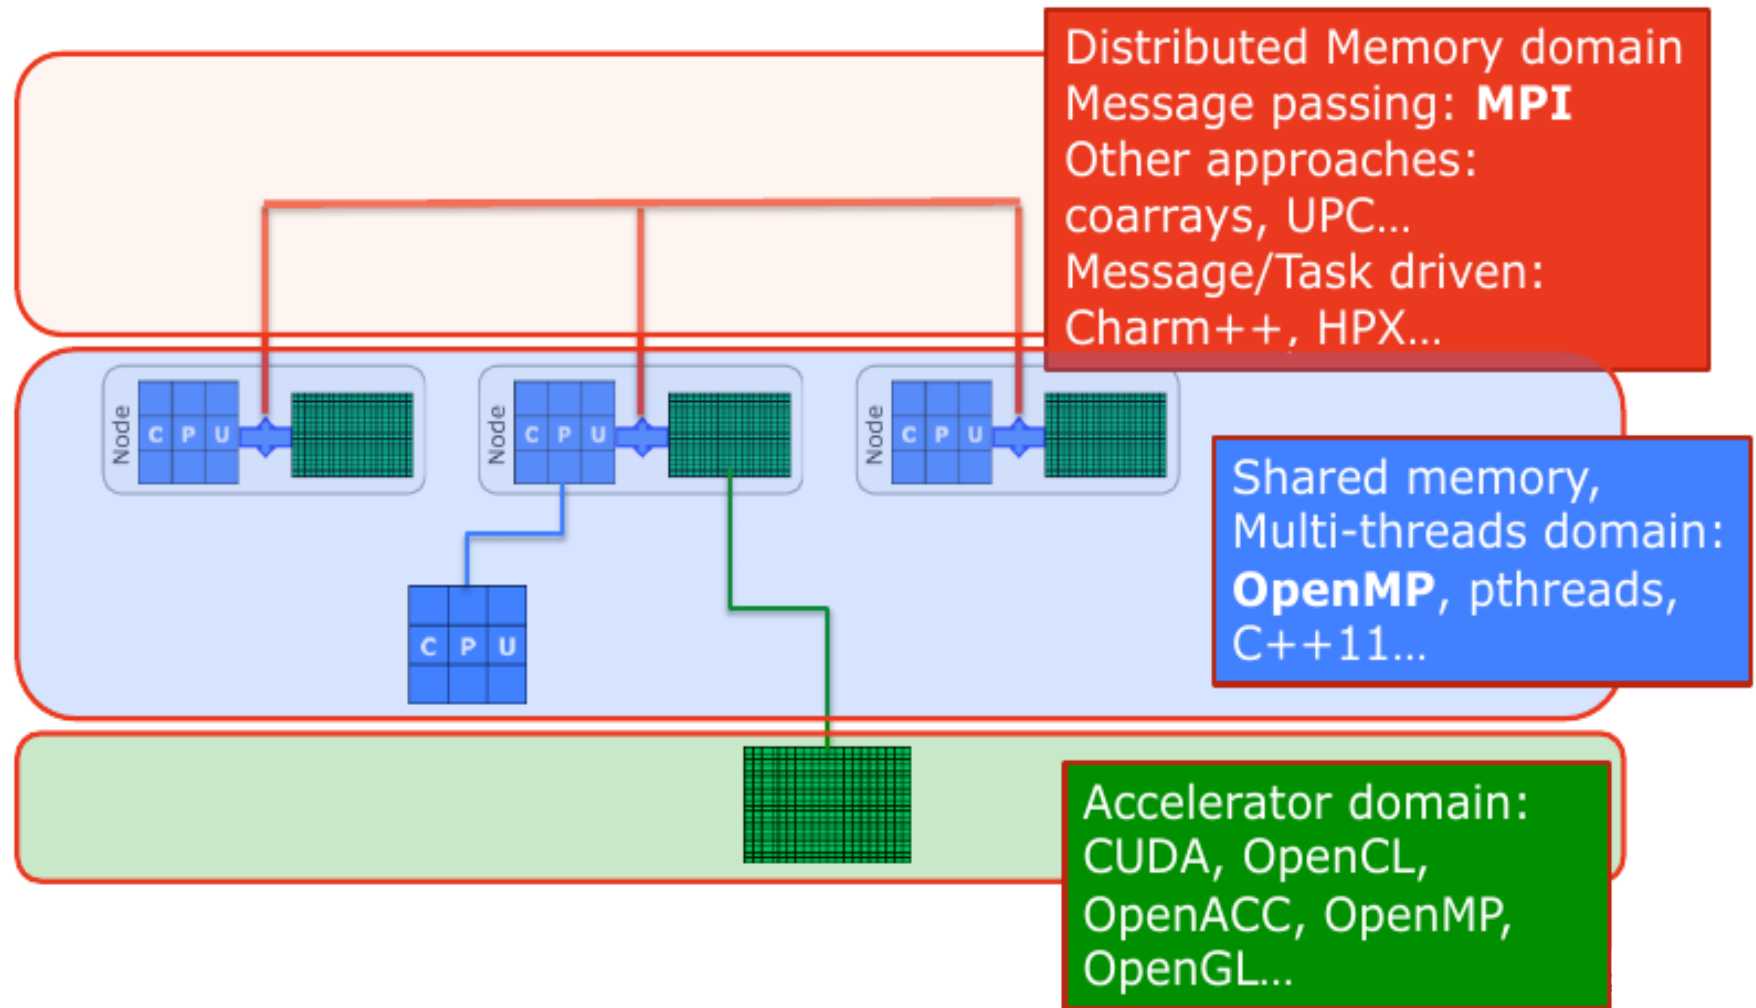 Distributed Memory domain
Message passing: MPI
Other approaches:
coarrays, UPC...
Message/Task driven:
Charm++, HPX...
Node
C P U
Node
C P U
Node
C P U
Shared memory,
Multi-threads domain:
OpenMP, pthreads,
C++11...
C P U
Accelerator domain:
CUDA, OpenCL,
OpenACC, OpenMP,
OpenGL...